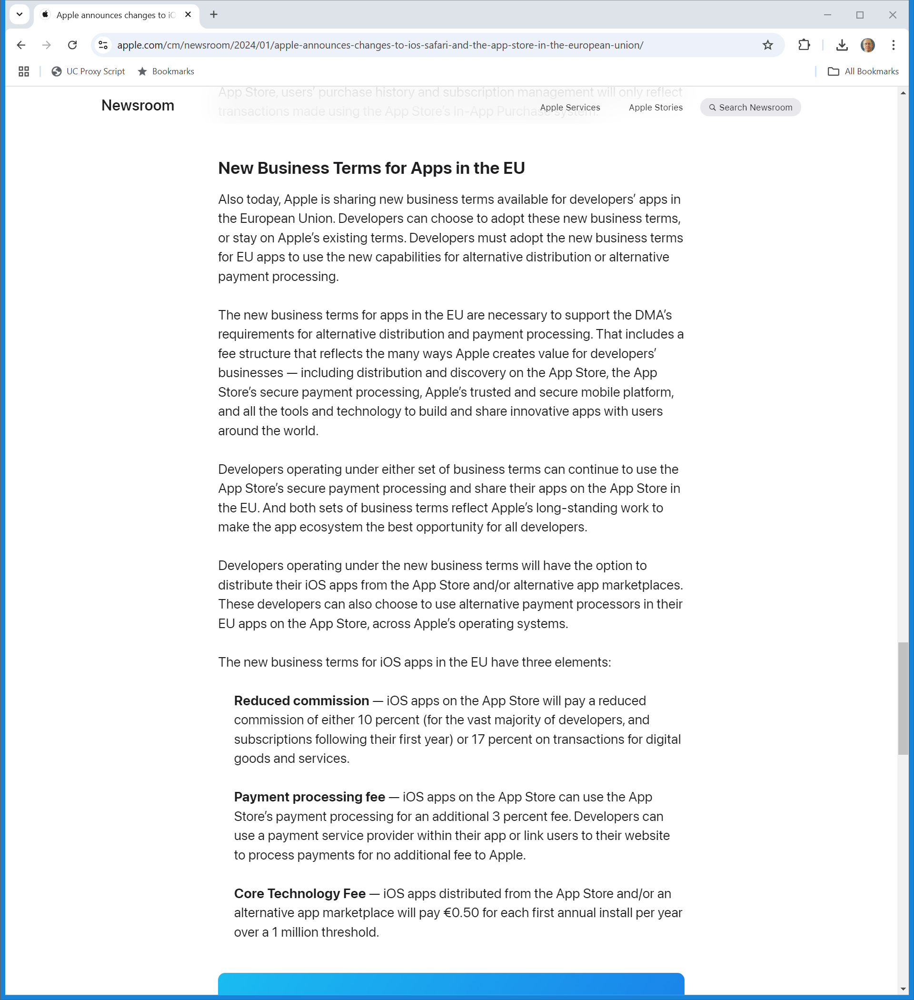 Apple announces changes to iO
apple.com/cm/newsroom/2024/01/apple-announces-changes-to-ios-safari-and-the-app-store-in-the-european-union/
UC Proxy Script
Bookmarks
All Bookmarks
App Store, users’ purchase history and subscription management will only reflect
transactions made using the App Store’s In-App Purchase system.
Newsroom
Apple Services
Apple Stories
Search Newsroom
New Business Terms for Apps in the EU
Also today, Apple is sharing new business terms available for developers’ apps in
the European Union. Developers can choose to adopt these new business terms,
or stay on Apple’s existing terms. Developers must adopt the new business terms
for EU apps to use the new capabilities for alternative distribution or alternative
payment processing.
The new business terms for apps in the EU are necessary to support the DMA’s
requirements for alternative distribution and payment processing. That includes a
fee structure that reflects the many ways Apple creates value for developers’
businesses — including distribution and discovery on the App Store, the App
Store’s secure payment processing, Apple’s trusted and secure mobile platform,
and all the tools and technology to build and share innovative apps with users
around the world.
Developers operating under either set of business terms can continue to use the
App Store’s secure payment processing and share their apps on the App Store in
the EU. And both sets of business terms reflect Apple’s long-standing work to
make the app ecosystem the best opportunity for all developers.
Developers operating under the new business terms will have the option to
distribute their iOS apps from the App Store and/or alternative app marketplaces.
These developers can also choose to use alternative payment processors in their
EU apps on the App Store, across Apple’s operating systems.
The new business terms for iOS apps in the EU have three elements:
Reduced commission — iOS apps on the App Store will pay a reduced
commission of either 10 percent (for the vast majority of developers, and
subscriptions following their first year) or 17 percent on transactions for digital
goods and services.
Payment processing fee — iOS apps on the App Store can use the App
Store’s payment processing for an additional 3 percent fee. Developers can
use a payment service provider within their app or link users to their website
to process payments for no additional fee to Apple.
Core Technology Fee — iOS apps distributed from the App Store and/or an
alternative app marketplace will pay €0.50 for each first annual install per year
over a 1 million threshold.